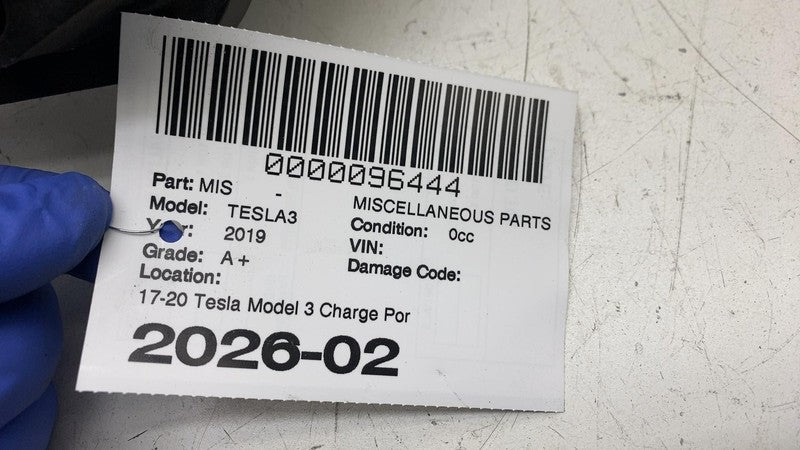 0000096444
Part: MIS - MISCELLANEOUS PARTS
Model: TESLA3 Condition: 0cc
Year: 2019 VIN:
Grade: A+ Damage Code:
Location:
17-20 Tesla Model 3 Charge Por
2026-02